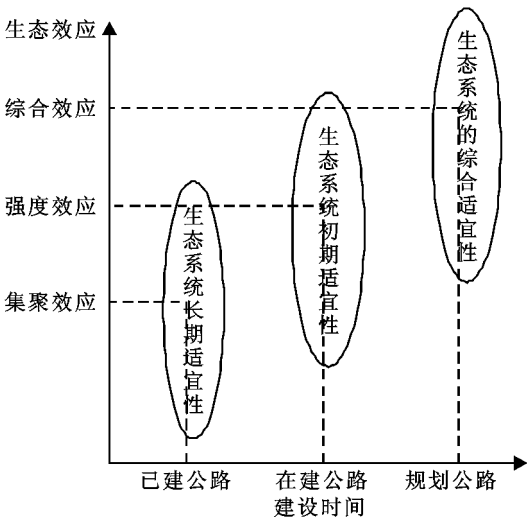 生态效应
综合效应
强度效应
集聚效应
生态系统长期适宜性
生态系统初期适宜性
生态系统的综合适宜性
已建公路
在建公路
规划公路
建设时间